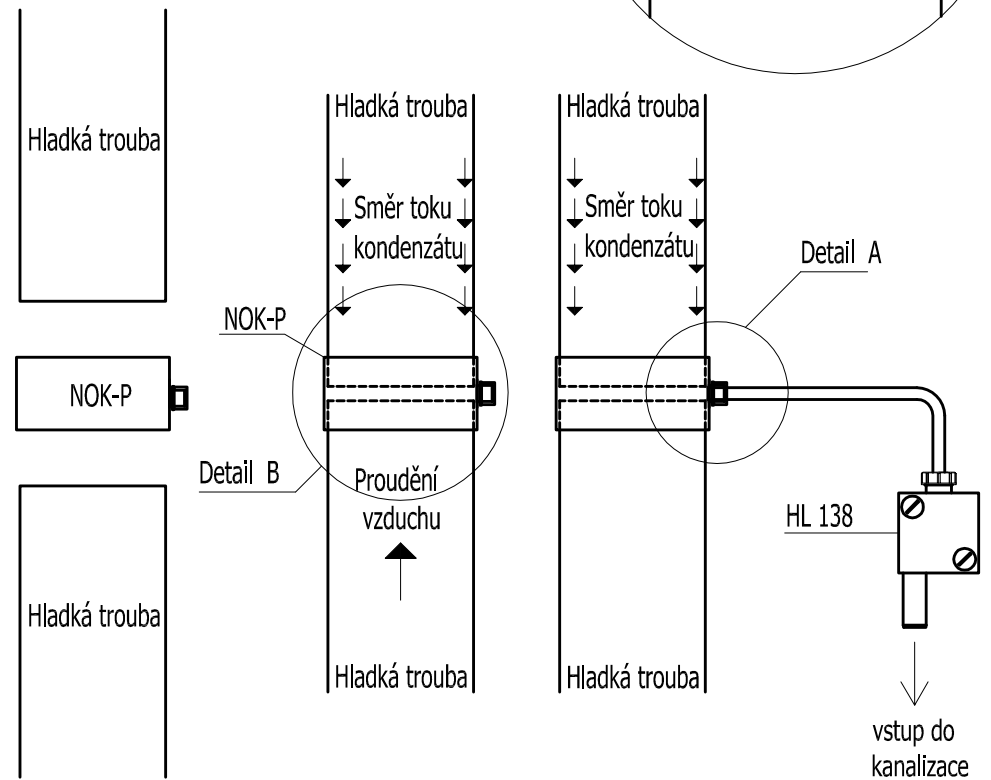 Hladká trouba
NOK-P
Hladká trouba
Hladká trouba
Směr toku
kondenzátu
NOK-P
Detail B
Proudění
vzduchu
Hladká trouba
Hladká trouba
Směr toku
kondenzátu
Detail A
HL 138
Hladká trouba
vstup do
kanalizace